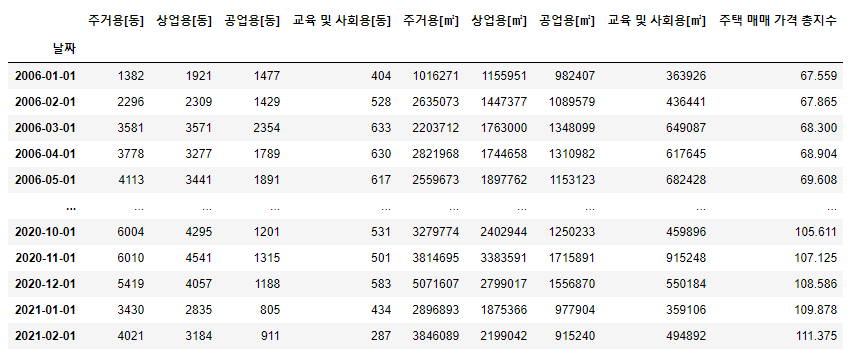 주거용[동] 상업용[동] 공업용[동] 교육 및 사회용[동] 주거용[㎡] 상업용[㎡] 공업용[㎡] 교육 및 사회용[㎡] 주택 매매 가격 총지수
날짜
2006-01-01 1382 1921 1477 404 1016271 1155951 982407 363926 67.559
2006-02-01 2296 2309 1429 528 2635073 1447377 1089579 436441 67.865
2006-03-01 3581 3571 2354 633 2203712 1763000 1348099 649087 68.300
2006-04-01 3778 3277 1789 630 2821968 1744658 1310982 617645 68.904
2006-05-01 4113 3441 1891 617 2559673 1897762 1153123 682428 69.608
... ... ... ... ... ... ... ... ... ...
2020-10-01 6004 4295 1201 531 3279774 2402944 1250233 459896 105.611
2020-11-01 6010 4541 1315 501 3814695 3383591 1715891 915248 107.125
2020-12-01 5419 4057 1188 583 5071607 2799017 1556870 550184 108.586
2021-01-01 3430 2835 805 434 2896893 1875366 977904 359106 109.878
2021-02-01 4021 3184 911 287 3846089 2199042 915240 494892 111.375